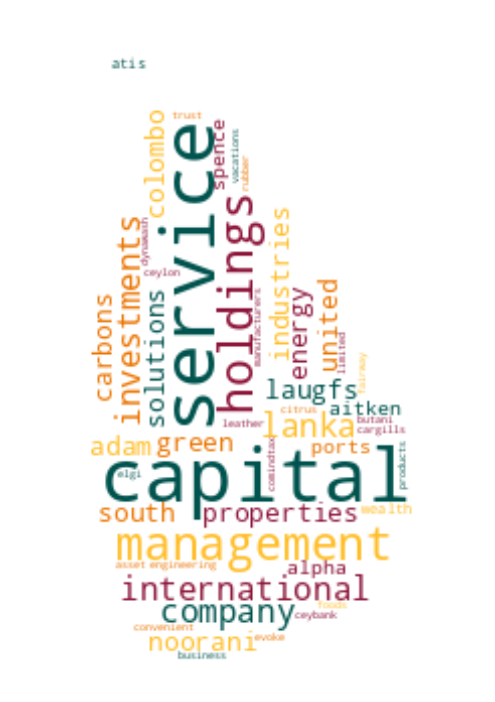 atis
trust
colombo
service
spence
vacations
rubber
holdings
industries
investments
dynawash
ceylon
solutions
carbons
manufacturers
energy
united
limited
fairway
laugfs
citrus
aitken
leather
lanka
butani
cargills
adam
green
ports
comindtax
products
elgi
capital
south
properties
wealth
management
asset
engineering
alpha
international
company
foods
ceybank
convenient
noorani
evoke
business